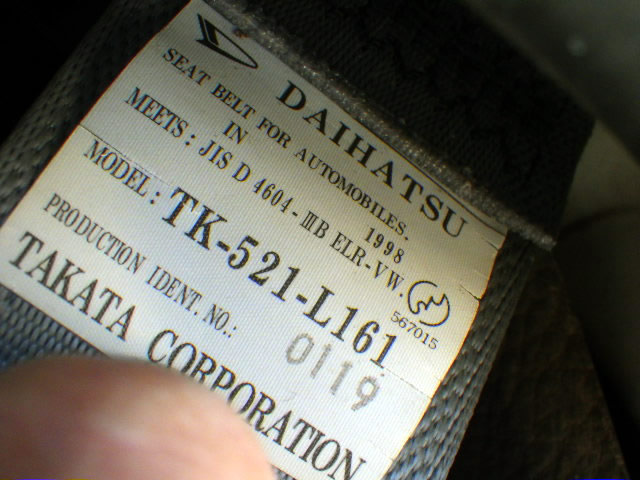 DAIHATSU
SEAT BELT FOR AUTOMOBILES.
IN 1998
MEETS: JIS D 4604-ⅢB ELR-VW.
567015
MODEL: TK-521-L161
PRODUCTION IDENT. NO.: 0119
TAKATA CORPORATION